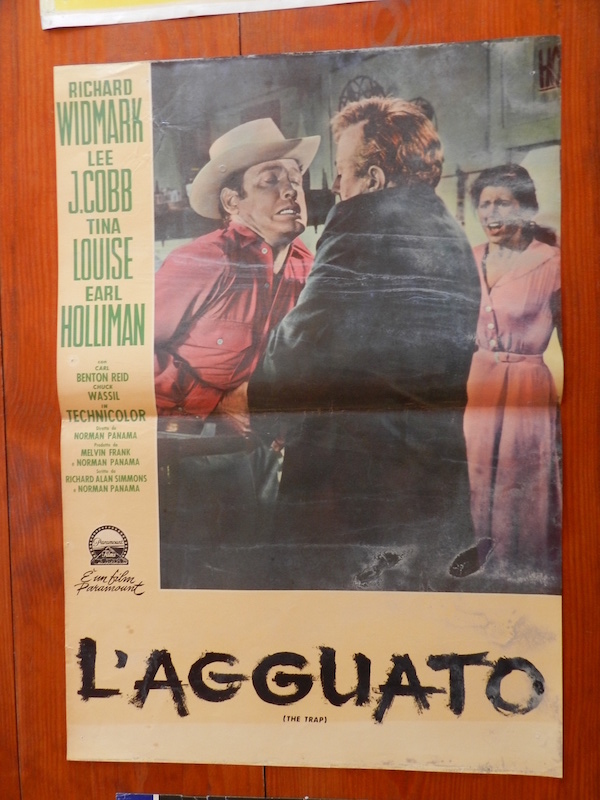 RICHARD
WIDMARK
LEE
J.COBB
TINA
LOUISE
EARL
HOLLIMAN
con
CARL
BENTON REID
CHUCK
WASSIL
in
TECHNICOLOR
Diretto da
NORMAN PANAMA
Prodotto da
MELVIN FRANK
e NORMAN PANAMA
Scritto da
RICHARD ALAN SIMMONS
e NORMAN PANAMA
Paramount
È un film
Paramount
HO
L'AGGUATO
(THE TRAP)